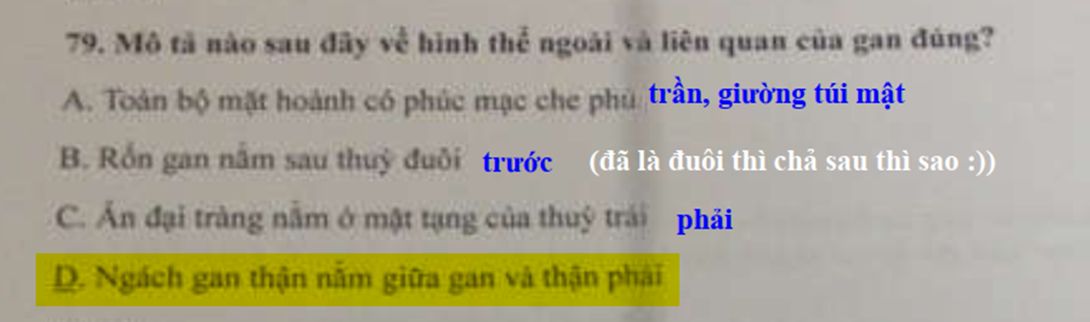 79. Mô tả nào sau đây về hình thể ngoài và liên quan của gan đúng?
A. Toàn bộ mặt hoành có phúc mạc che phủ trần, giường túi mật
B. Rốn gan nằm sau thuỳ đuôi trước (đã là đuôi thì chả sau thì sao :))
C. Ấn đại tràng nằm ở mặt tạng của thuỳ trái phải
D. Ngách gan thận nằm giữa gan và thận phải